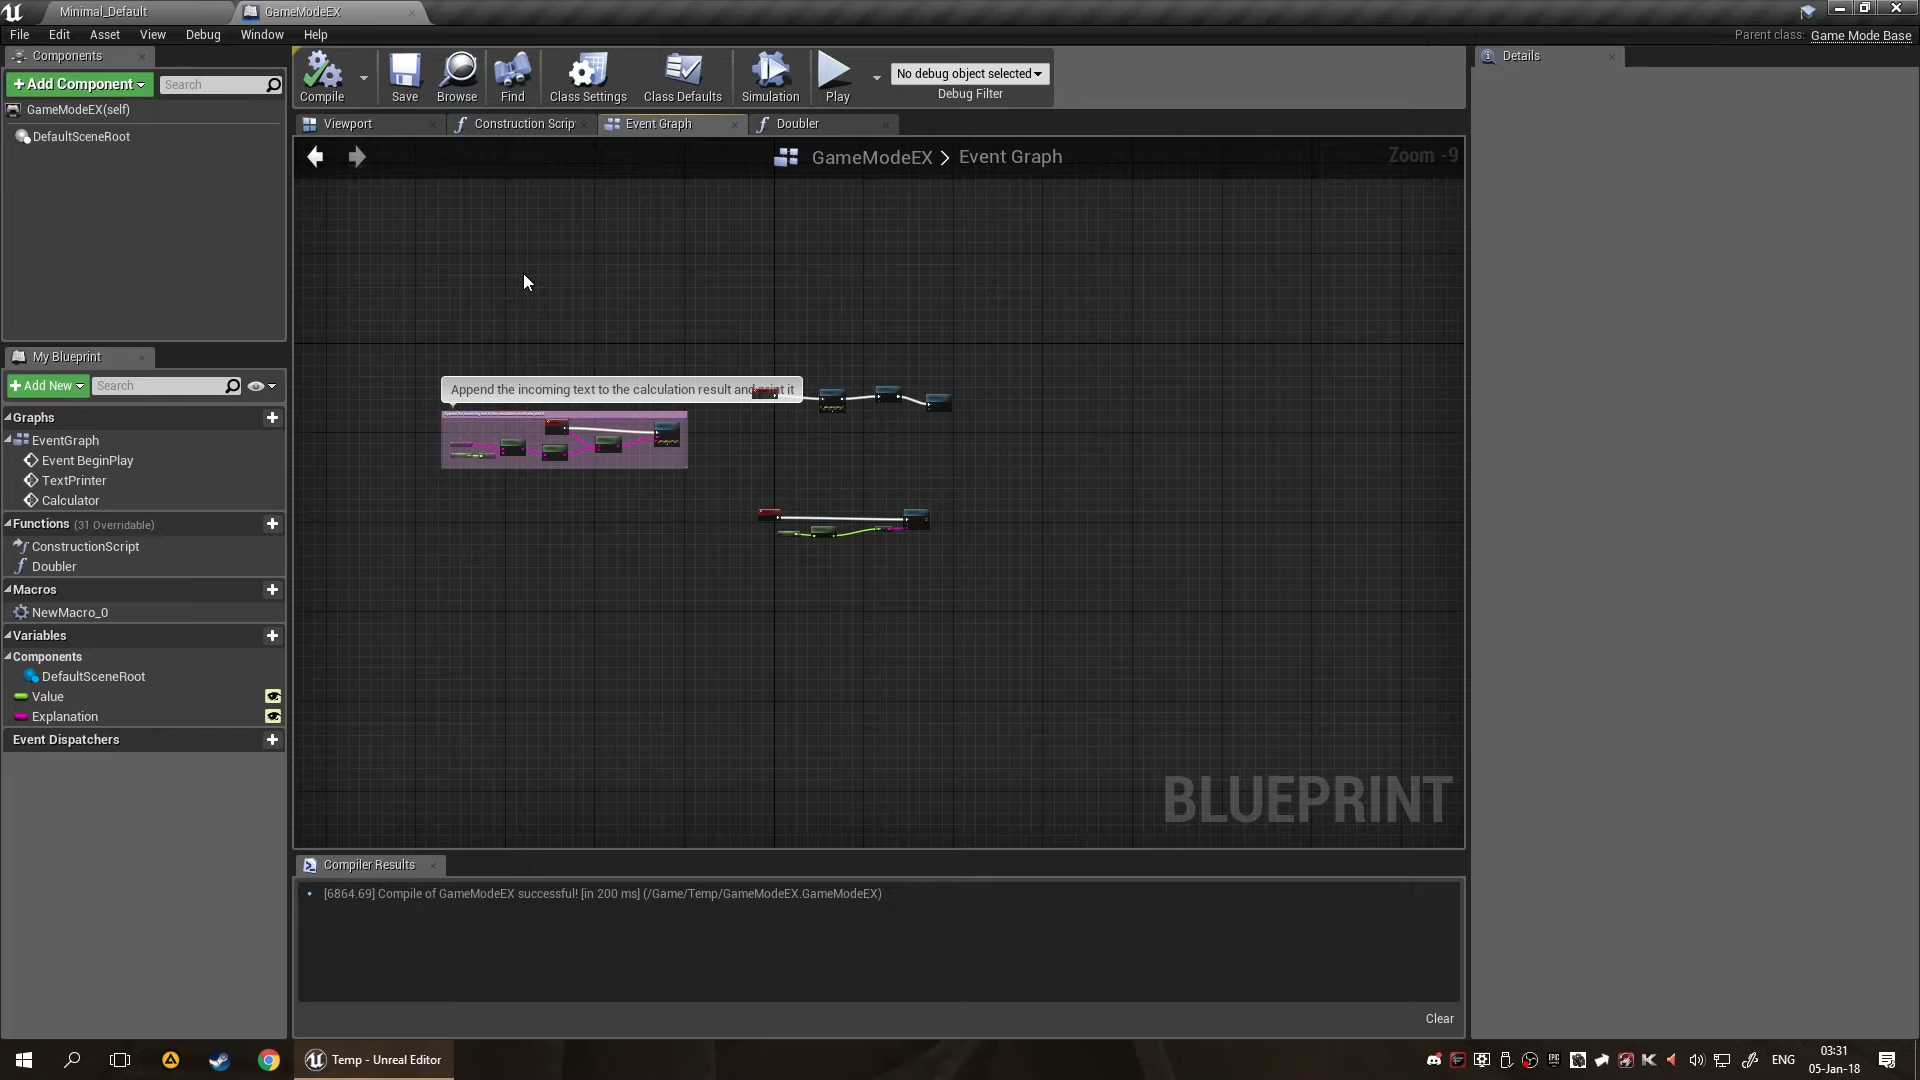 Minimal_Default
GameModeEX
File Edit Asset View Debug Window Help
Parent class: Game Mode Base
Components
+Add Component
Search
GameModeEX(self)
DefaultSceneRoot
Compile
Save
Browse
Find
Class Settings
Class Defaults
Simulation
Play
No debug object selected
Debug Filter
Details
Viewport
Construction Scrip
Event Graph
Doubler
GameModeEX > Event Graph
Zoom -9
Append the incoming text to the calculation result and print it
BLUEPRINT
My Blueprint
+Add New
Search
Graphs
EventGraph
Event BeginPlay
TextPrinter
Calculator
Functions (31 Overridable)
ConstructionScript
Doubler
Macros
NewMacro_0
Variables
Components
DefaultSceneRoot
Value
Explanation
Event Dispatchers
Compiler Results
[6864.69] Compile of GameModeEX successful! [in 200 ms] (/Game/Temp/GameModeEX.GameModeEX)
Clear
Temp - Unreal Editor
ENG
03:31
05-Jan-18